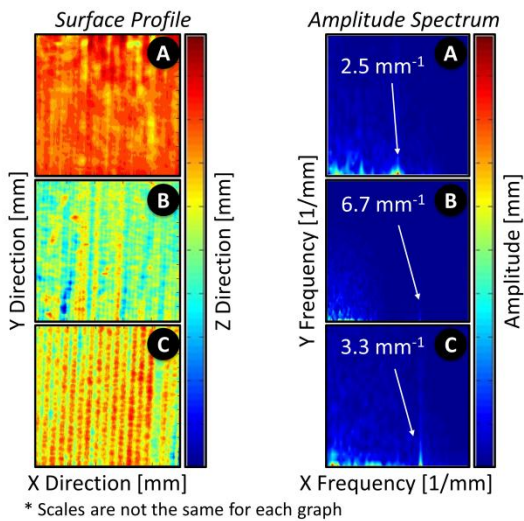 Surface Profile
Amplitude Spectrum
A
B
C
Y Direction [mm]
Z Direction [mm]
X Direction [mm]
A
2.5 mm⁻¹
B
6.7 mm⁻¹
C
3.3 mm⁻¹
Y Frequency [1/mm]
Amplitude [mm]
X Frequency [1/mm]
* Scales are not the same for each graph